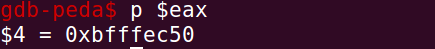 gdb-peda$ p $eax
$4 = 0xbfffec50